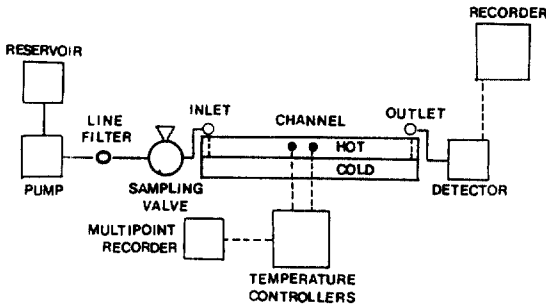 RECORDER
RESERVOIR
LINE
FILTER
INLET
CHANNEL
OUTLET
HOT
COLD
PUMP
SAMPLING
VALVE
DETECTOR
MULTIPOINT
RECORDER
TEMPERATURE
CONTROLLERS